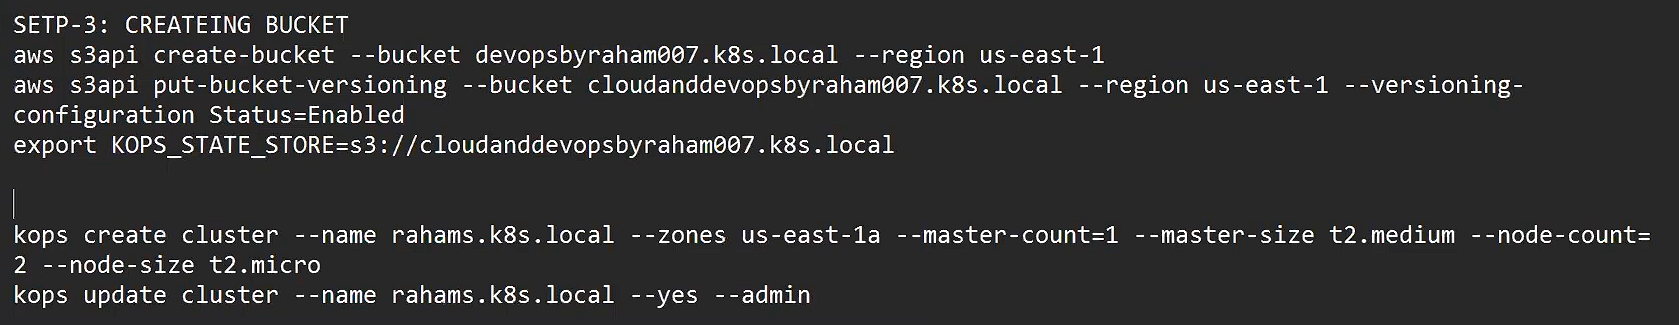 SETP-3: CREATEING BUCKET
aws s3api create-bucket --bucket devopsbyraham007.k8s.local --region us-east-1
aws s3api put-bucket-versioning --bucket cloudanddevopsbyraham007.k8s.local --region us-east-1 --versioning-
configuration Status=Enabled
export KOPS_STATE_STORE=s3://cloudanddevopsbyraham007.k8s.local
kops create cluster --name rahams.k8s.local --zones us-east-1a --master-count=1 --master-size t2.medium --node-count=
2 --node-size t2.micro
kops update cluster --name rahams.k8s.local --yes --admin